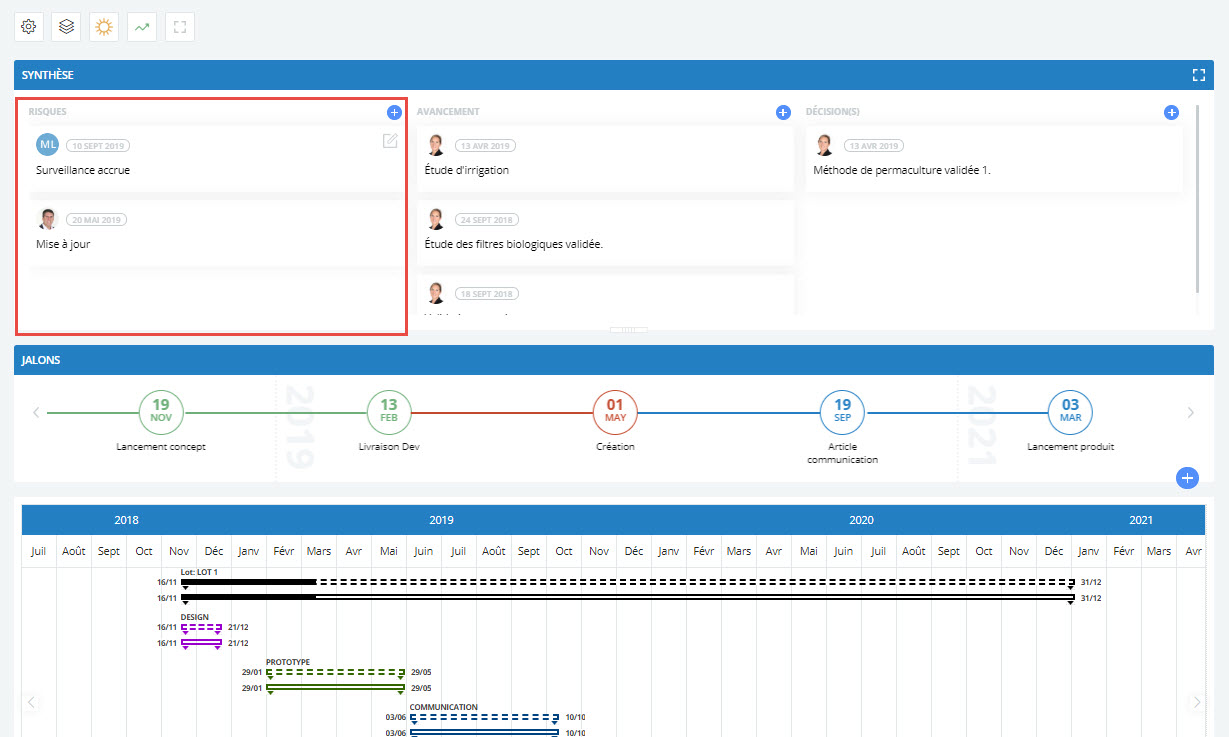 SYNTHÈSE
RISQUES
AVANCEMENT
DÉCISION(S)
ML
10 SEPT 2019
Surveillance accrue
20 MAI 2019
Mise à jour
13 AVR 2019
Étude d'irrigation
24 SEPT 2018
Étude des filtres biologiques validée.
18 SEPT 2018
13 AVR 2019
Méthode de permaculture validée 1.
JALONS
19 NOV
Lancement concept
2019
13 FEB
Livraison Dev
01 MAY
Création
19 SEP
Article
communication
2021
03 MAR
Lancement produit
2018 2019 2020 2021
Juil Août Sept Oct Nov Déc Janv Févr Mars Avr Mai Juin Juil Août Sept Oct Nov Déc Janv Févr Mars Avr Mai Juin Juil Août Sept Oct Nov Déc Janv Févr Mars Avr
Lot: LOT 1
16/11 31/12
16/11 31/12
DESIGN
16/11 21/12
16/11 21/12
PROTOTYPE
29/01 29/05
29/01 29/05
COMMUNICATION
03/06 10/10
03/06 10/10